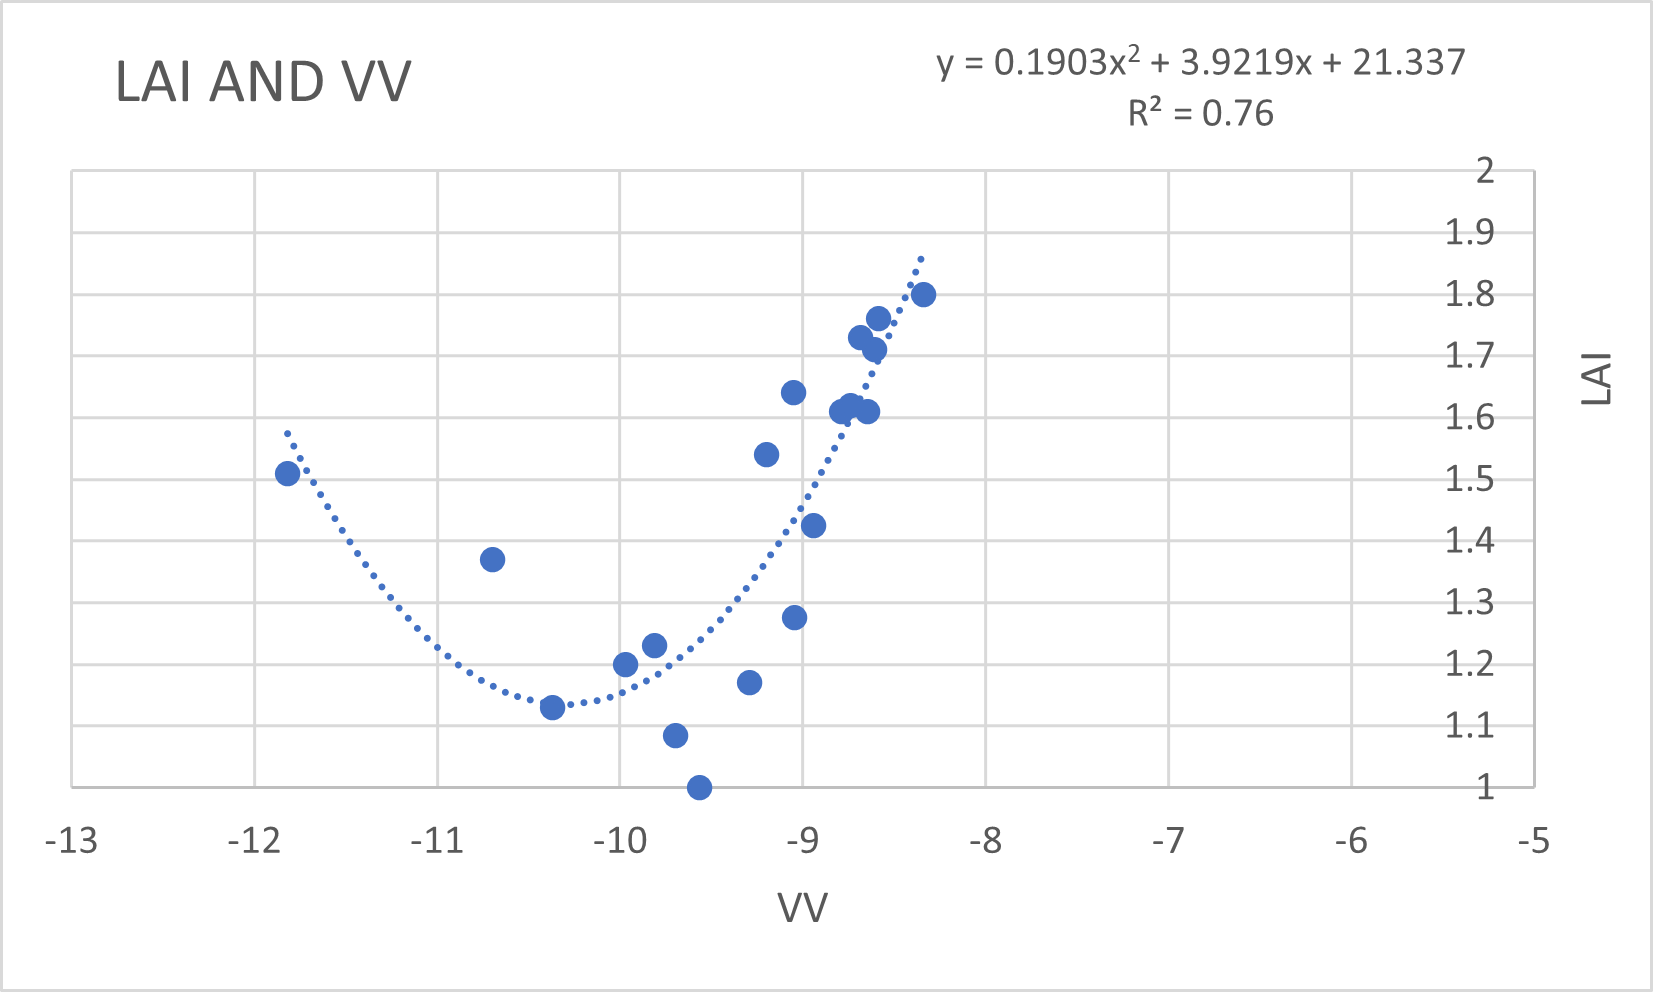 LAI AND VV
y = 0.1903x² + 3.9219x + 21.337
R² = 0.76
2
1.9
1.8
1.7
1.6
1.5
1.4
1.3
1.2
1.1
1
LAI
-13 -12 -11 -10 -9 -8 -7 -6 -5
VV